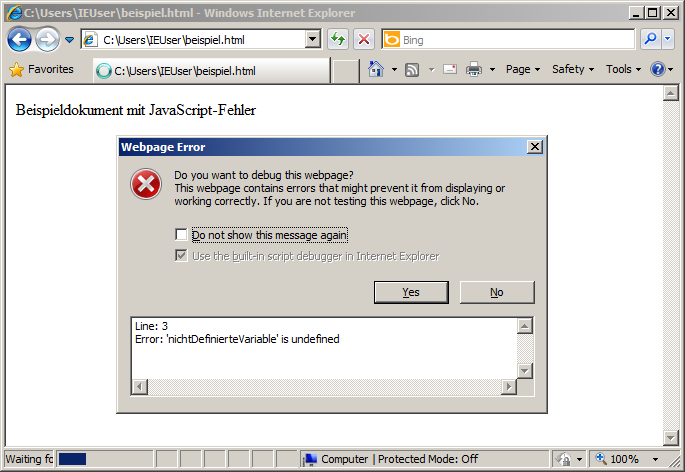 C:\Users\IEUser\beispiel.html - Windows Internet Explorer
C:\Users\IEUser\beispiel.html
Bing
Favorites
C:\Users\IEUser\beispiel.html
Page
Safety
Tools
Beispieldokument mit JavaScript-Fehler
Webpage Error
Do you want to debug this webpage?
This webpage contains errors that might prevent it from displaying or
working correctly. If you are not testing this webpage, click No.
Do not show this message again
Use the built-in script debugger in Internet Explorer
Yes
No
Line: 3
Error: 'nichtDefinierteVariable' is undefined
Waiting fo
Computer | Protected Mode: Off
100%